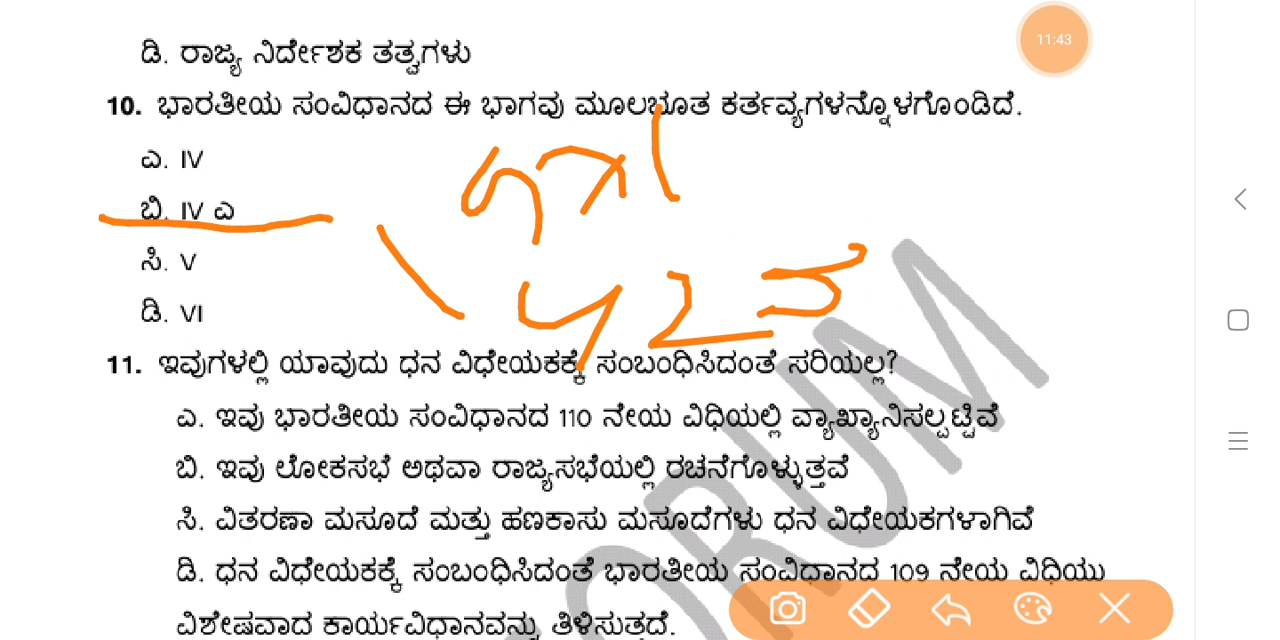 11:43
ಡಿ. ರಾಜ್ಯ ನಿರ್ದೇಶಕ ತತ್ವಗಳು
10. ಭಾರತೀಯ ಸಂವಿಧಾನದ ಈ ಭಾಗವು ಮೂಲಭೂತ ಕರ್ತವ್ಯಗಳನ್ನೊಳಗೊಂಡಿದೆ.
ಎ. IV
ಬಿ. IV ಎ
ಸಿ. V
ಡಿ. VI
11. ಇವುಗಳಲ್ಲಿ ಯಾವುದು ಧನ ವಿಧೇಯಕಕ್ಕೆ ಸಂಬಂಧಿಸಿದಂತೆ ಸರಿಯಲ್ಲ?
ಎ. ಇವು ಭಾರತೀಯ ಸಂವಿಧಾನದ 110 ನೇಯ ವಿಧಿಯಲ್ಲಿ ವ್ಯಾಖ್ಯಾನಿಸಲ್ಪಟ್ಟಿವೆ
ಬಿ. ಇವು ಲೋಕಸಭೆ ಅಥವಾ ರಾಜ್ಯಸಭೆಯಲ್ಲಿ ರಚನೆಗೊಳ್ಳುತ್ತವೆ
ಸಿ. ವಿತರಣಾ ಮಸೂದೆ ಮತ್ತು ಹಣಕಾಸು ಮಸೂದೆಗಳು ಧನ ವಿಧೇಯಕಗಳಾಗಿವೆ
ಡಿ. ಧನ ವಿಧೇಯಕಕ್ಕೆ ಸಂಬಂಧಿಸಿದಂತೆ ಭಾರತೀಯ ಸಂವಿಧಾನದ 109 ನೇಯ ವಿಧಿಯು
ವಿಶೇಷವಾದ ಕಾರ್ಯವಿಧಾನವನ್ನು ತಿಳಿಸುತ್ತದೆ.